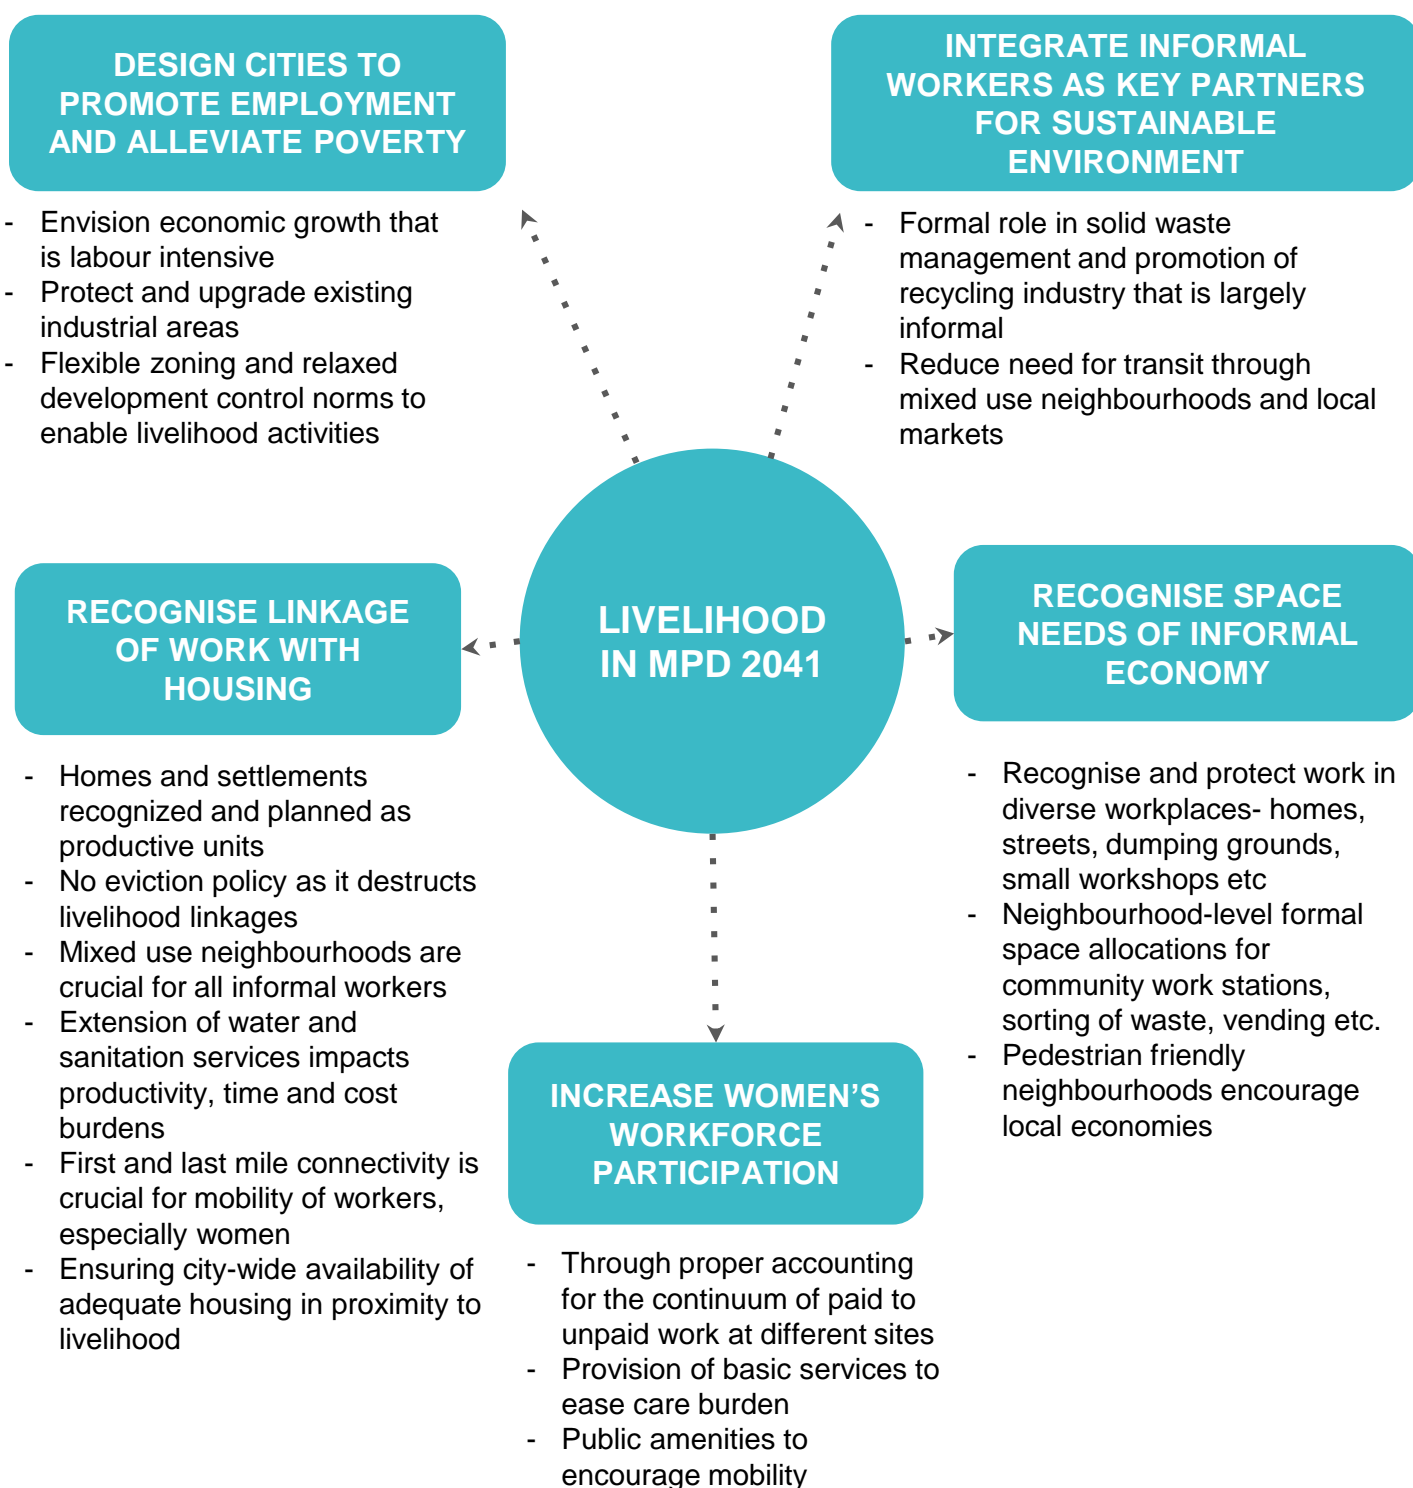 DESIGN CITIES TO
PROMOTE EMPLOYMENT
AND ALLEVIATE POVERTY
- Envision economic growth that
is labour intensive
- Protect and upgrade existing
industrial areas
- Flexible zoning and relaxed
development control norms to
enable livelihood activities
INTEGRATE INFORMAL
WORKERS AS KEY PARTNERS
FOR SUSTAINABLE
ENVIRONMENT
- Formal role in solid waste
management and promotion of
recycling industry that is largely
informal
- Reduce need for transit through
mixed use neighbourhoods and local
markets
LIVELIHOOD
IN MPD 2041
RECOGNISE LINKAGE
OF WORK WITH
HOUSING
- Homes and settlements
recognized and planned as
productive units
- No eviction policy as it destructs
livelihood linkages
- Mixed use neighbourhoods are
crucial for all informal workers
- Extension of water and
sanitation services impacts
productivity, time and cost
burdens
- First and last mile connectivity is
crucial for mobility of workers,
especially women
- Ensuring city-wide availability of
adequate housing in proximity to
livelihood
RECOGNISE SPACE
NEEDS OF INFORMAL
ECONOMY
- Recognise and protect work in
diverse workplaces- homes,
streets, dumping grounds,
small workshops etc
- Neighbourhood-level formal
space allocations for
community work stations,
sorting of waste, vending etc.
- Pedestrian friendly
neighbourhoods encourage
local economies
INCREASE WOMEN’S
WORKFORCE
PARTICIPATION
- Through proper accounting
for the continuum of paid to
unpaid work at different sites
- Provision of basic services to
ease care burden
- Public amenities to
encourage mobility